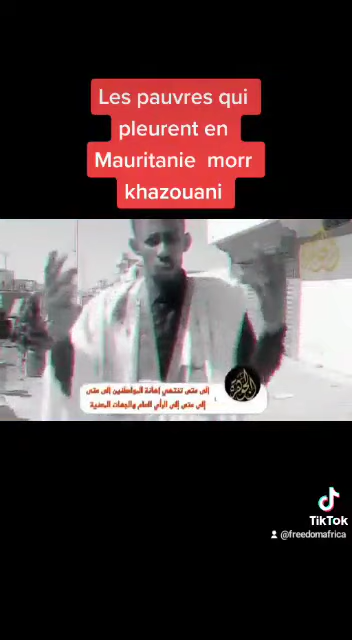 Les pauvres qui
pleurent en
Mauritanie morr
khazouani
إلى متى تنتهي إهانة المواطنين إلى متى
إلى متى إلى الرأي العام والجهات المعنية
TikTok
@freedomafrica